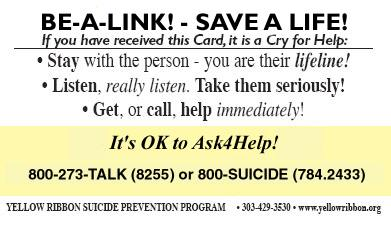 BE-A-LINK! - SAVE A LIFE!
If you have received this Card, it is a Cry for Help:
• Stay with the person - you are their lifeline!
• Listen, really listen. Take them seriously!
• Get, or call, help immediately!
It's OK to Ask4Help!
800-273-TALK (8255) or 800-SUICIDE (784.2433)
YELLOW RIBBON SUICIDE PREVENTION PROGRAM • 303-429-3530 • www.yellowribbon.org